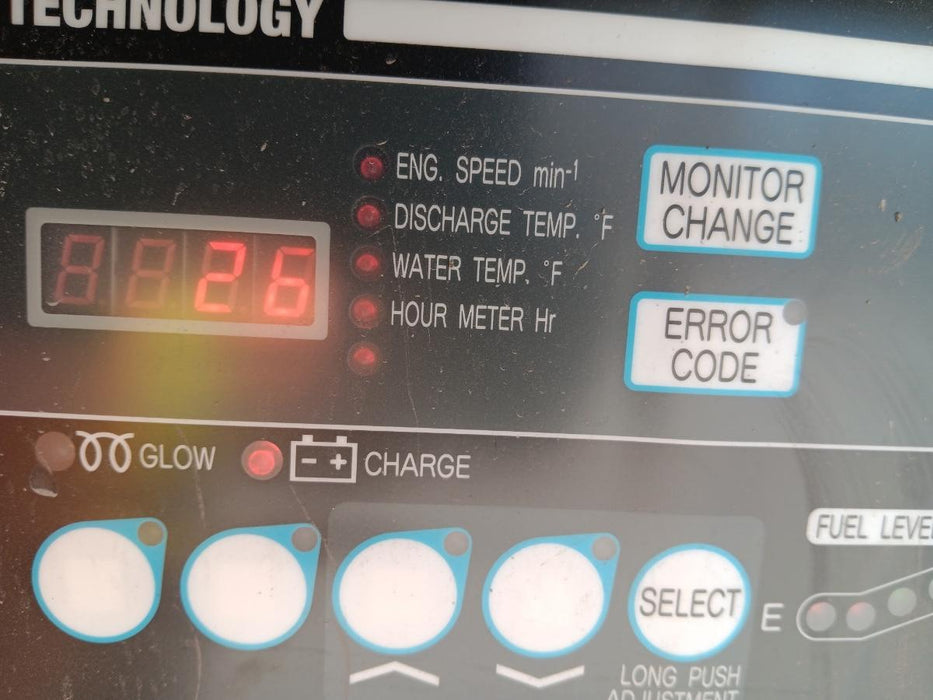 TECHNOLOGY
ENG. SPEED min-1
DISCHARGE TEMP. °F
26
WATER TEMP. °F
HOUR METER Hr
MONITOR
CHANGE
ERROR
CODE
GLOW
- +
CHARGE
FUEL LEVEL
SELECT
E
LONG PUSH
ADJUSTMENT